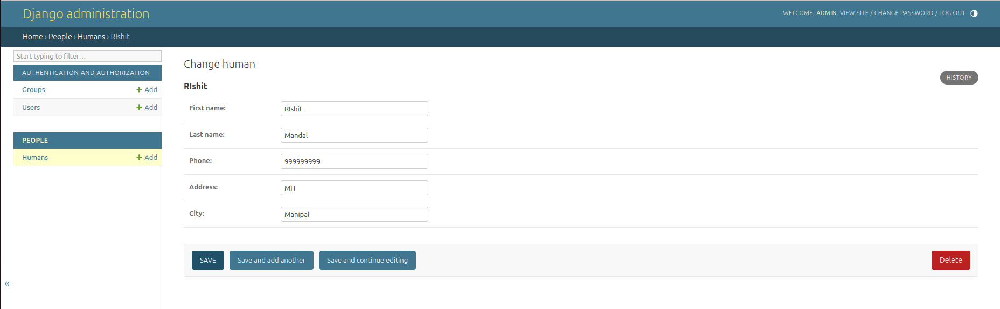 Django administration
WELCOME, ADMIN. VIEW SITE / CHANGE PASSWORD / LOG OUT
Home › People › Humans › RIshit
Start typing to filter...
AUTHENTICATION AND AUTHORIZATION
Groups + Add
Users + Add
PEOPLE
Humans + Add
«
Change human
HISTORY
RIshit
First name: RIshit
Last name: Mandal
Phone: 999999999
Address: MIT
City: Manipal
SAVE Save and add another Save and continue editing Delete